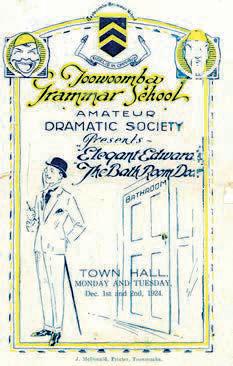 Toowoomba
Grammar School
AMATEUR
DRAMATIC SOCIETY
Presents -
"Elegant Edward"
"The Bath Room Door"
BATHROOM
TOWN HALL.
MONDAY AND TUESDAY,
Dec. 1st and 2nd, 1924.
J. McDonald, Printer, Toowoomba.